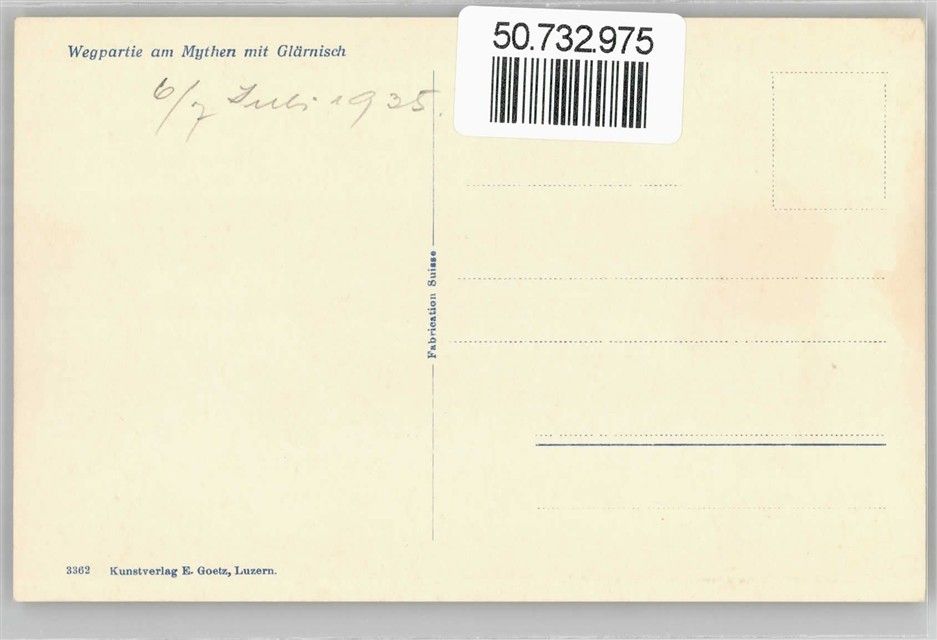 Wegpartie am Mythen mit Glärnisch
6/7 Juli 1935.
50.732.975
Fabrication Suisse
3362 Kunstverlag E. Goetz, Luzern.